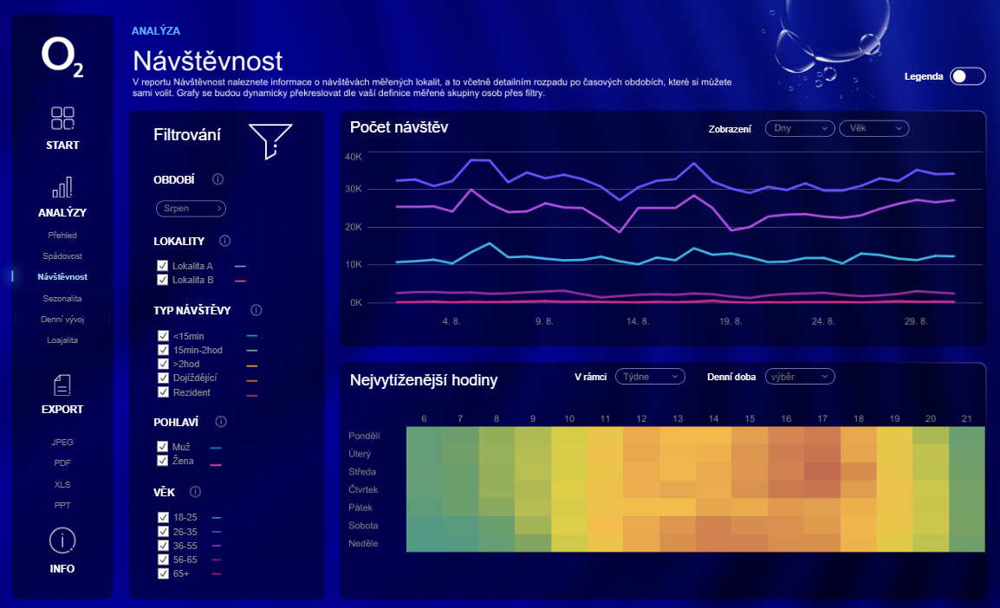 O2
START
ANALÝZY
Přehled
Spádovost
Návštěvnost
Sezonalita
Denní vývoj
Loajalita
EXPORT
JPEG
PDF
XLS
PPT
INFO
ANALÝZA
Návštěvnost
V reportu Návštěvnost naleznete informace o návštěvách měřených lokalit, a to včetně detailním rozpadu po časových obdobích, které si můžete
sami volit. Grafy se budou dynamicky překreslovat dle vaší definice měřené skupiny osob přes filtry.
Legenda
Filtrování
OBDOBÍ
Srpen
LOKALITY
Lokalita A
Lokalita B
TYP NÁVŠTĚVY
<15min
15min-2hod
>2hod
Dojíždějící
Rezident
POHLAVÍ
Muž
Žena
VĚK
18-25
26-35
36-55
56-65
65+
Počet návštěv
Zobrazení Dny Věk
40K
30K
20K
10K
0K
4. 8. 9. 8. 14. 8. 19. 8. 24. 8. 29. 8.
Nejvytíženější hodiny
V rámci Týdne Denní doba výběr
6 7 8 9 10 11 12 13 14 15 16 17 18 19 20 21
Pondělí
Úterý
Středa
Čtvrtek
Pátek
Sobota
Neděle